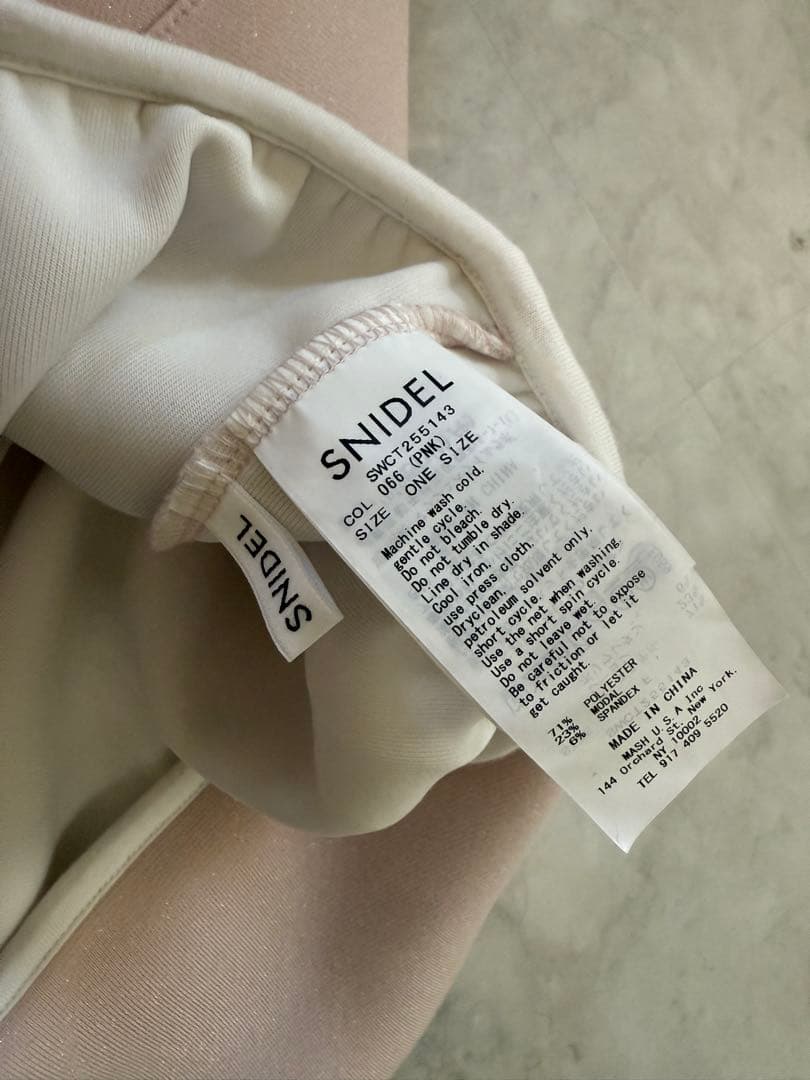 SNIDEL
SWCT255143
COL 066 (PNK)
SIZE ONE SIZE
Machine wash cold.
gentle cycle.
Do not bleach.
Do not tumble dry.
Line dry in shade.
Cool iron.
use press cloth.
Dryclean.
petroleum solvent only.
short cycle.
Use the net when washing.
Use a short spin cycle.
Do not leave wet.
Be careful not to expose
to friction or let it
get caught.
71% POLYESTER
23% MODAL
6% SPANDEX
MADE IN CHINA
MASH U.S.A Inc
144 Orchard St. New York.
NY 10002
TEL 917 409 5520
SNIDEL